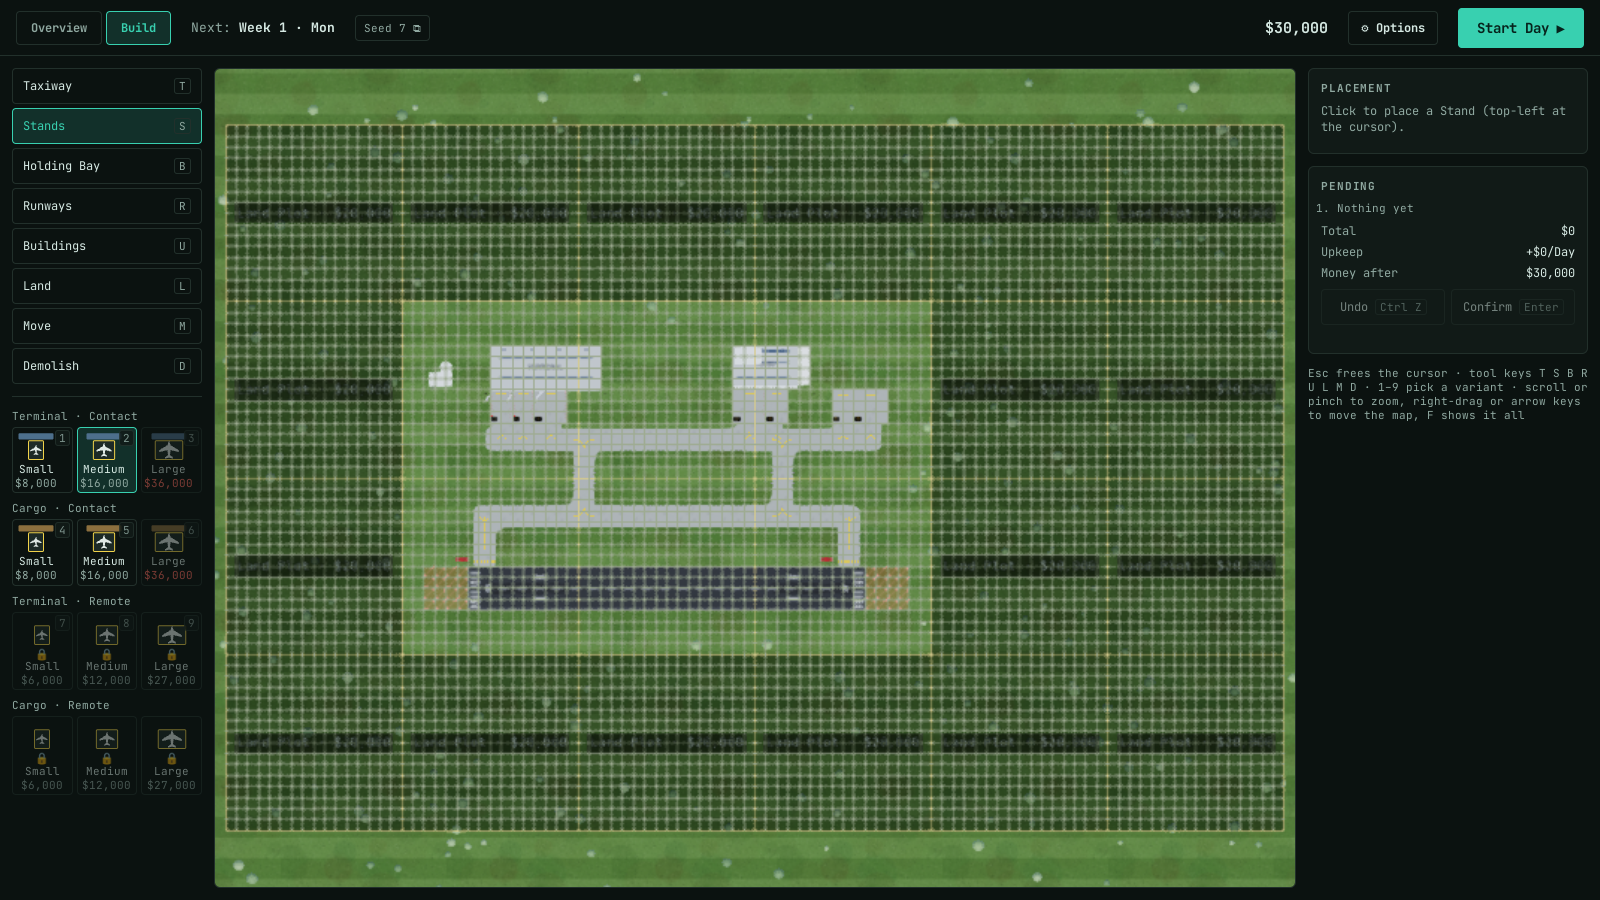 Overview
Build
Next: Week 1 · Mon
Seed 7
$30,000
Options
Start Day ▶
Taxiway T
Stands S
Holding Bay B
Runways R
Buildings U
Land L
Move M
Demolish D
Terminal · Contact
1 2 3
Small Medium Large
$8,000 $16,000 $36,000
Cargo · Contact
4 5 6
Small Medium Large
$8,000 $16,000 $36,000
Terminal · Remote
7 8 9
Small Medium Large
$6,000 $12,000 $27,000
Cargo · Remote
Small Medium Large
$6,000 $12,000 $27,000
PLACEMENT
Click to place a Stand (top-left at
the cursor).
PENDING
1. Nothing yet
Total $0
Upkeep +$0/Day
Money after $30,000
Undo Ctrl Z
Confirm Enter
Esc frees the cursor · tool keys T S B R
U L M D · 1–9 pick a variant · scroll or
pinch to zoom, right-drag or arrow keys
to move the map, F shows it all